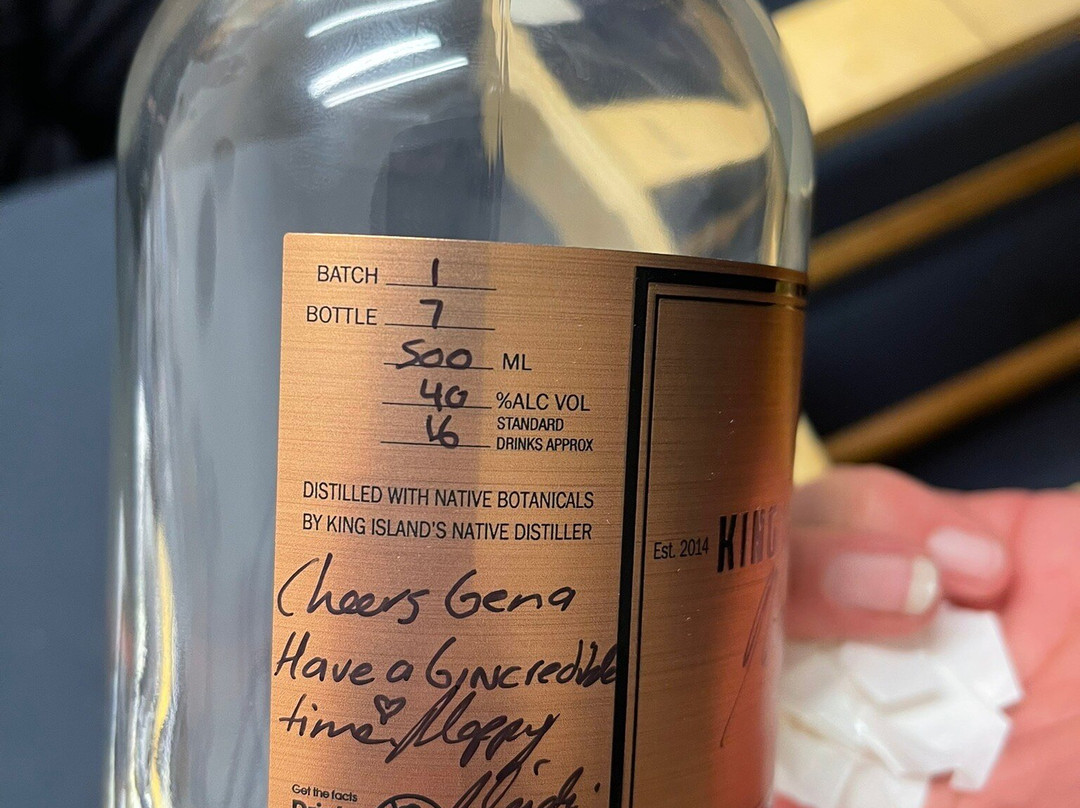 BATCH 1
BOTTLE 7
500 ML
40 %ALC VOL
16 STANDARD
DRINKS APPROX
DISTILLED WITH NATIVE BOTANICALS
BY KING ISLAND'S NATIVE DISTILLER
Cheers Gena
Have a GiNcredible
time
Get the facts
Est. 2014 KING